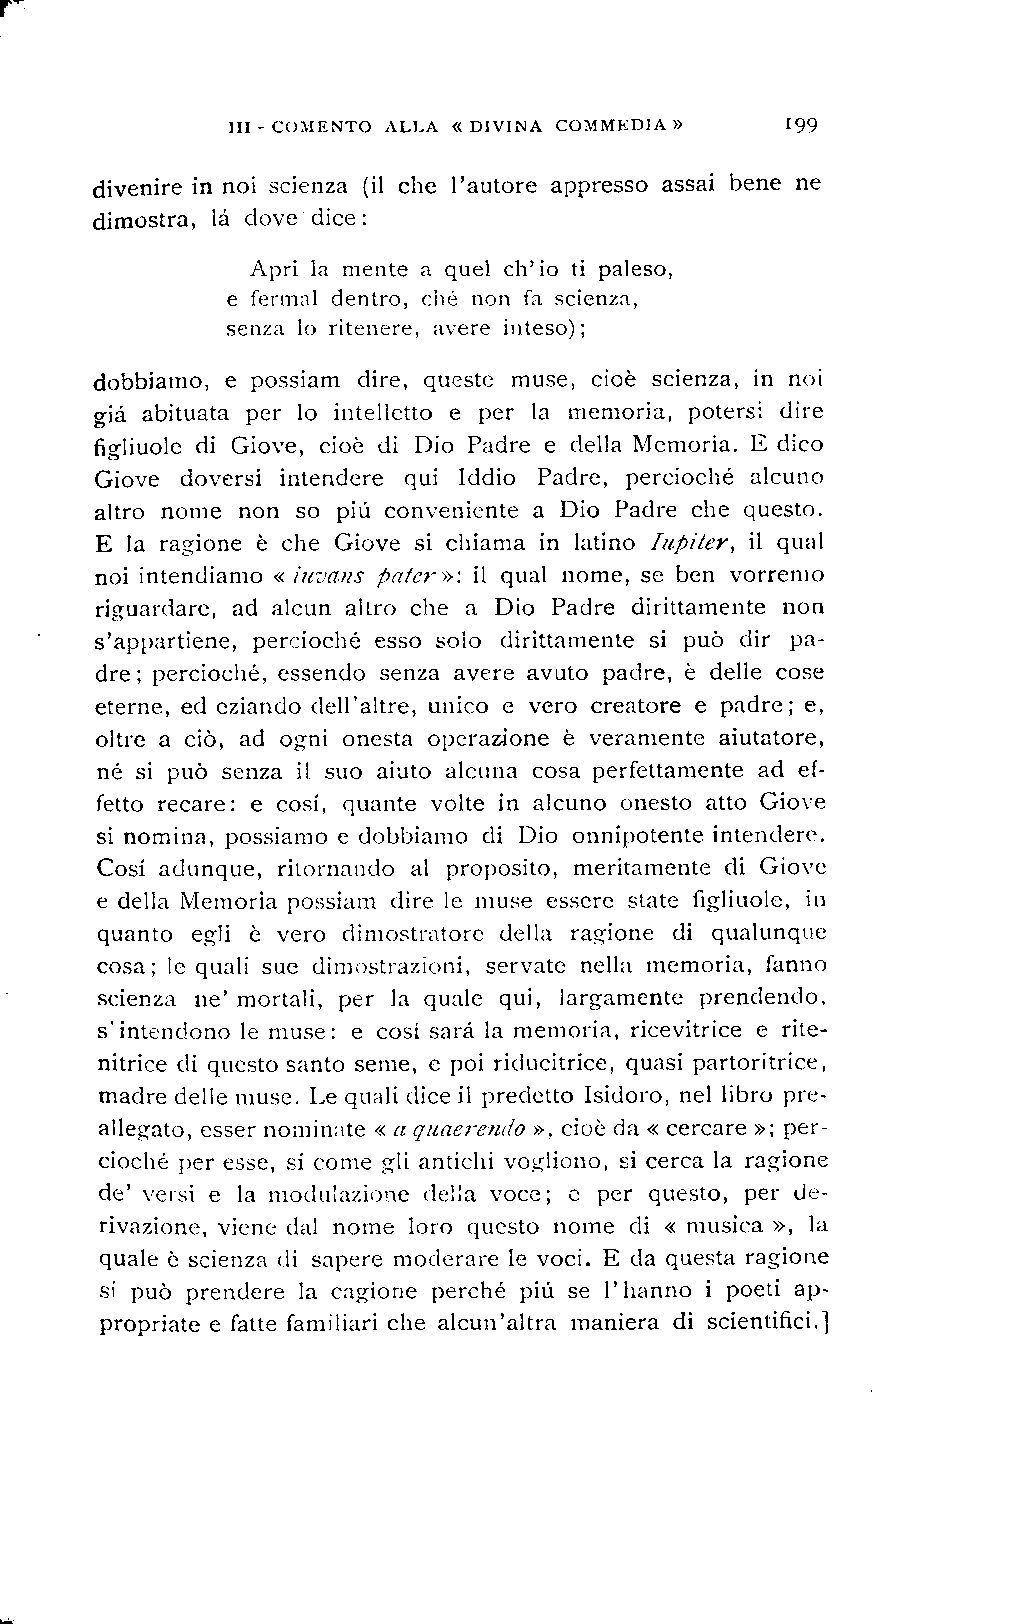 III - COMENTO ALLA « DIVINA COMMEDIA » 199
divenire in noi scienza (il che l'autore appresso assai bene ne
dimostra, lá dove dice:
Apri la mente a quel ch'io ti paleso,
e fermal dentro, ché non fa scienza,
senza lo ritenere, avere inteso);
dobbiamo, e possiam dire, queste muse, cioè scienza, in noi
giá abituata per lo intelletto e per la memoria, potersi dire
figliuole di Giove, cioè di Dio Padre e della Memoria. E dico
Giove doversi intendere qui Iddio Padre, percioché alcuno
altro nome non so piú conveniente a Dio Padre che questo.
E la ragione è che Giove si chiama in latino Iupiter, il qual
noi intendiamo « iuvans pater »: il qual nome, se ben vorremo
riguardare, ad alcun altro che a Dio Padre dirittamente non
s'appartiene, percioché esso solo dirittamente si può dir pa-
dre; percioché, essendo senza avere avuto padre, è delle cose
eterne, ed eziando dell'altre, unico e vero creatore e padre; e,
oltre a ciò, ad ogni onesta operazione è veramente aiutatore,
né si può senza il suo aiuto alcuna cosa perfettamente ad ef-
fetto recare: e cosí, quante volte in alcuno onesto atto Giove
si nomina, possiamo e dobbiamo di Dio onnipotente intendere.
Cosí adunque, ritornando al proposito, meritamente di Giove
e della Memoria possiam dire le muse essere state figliuole, in
quanto egli è vero dimostratore della ragione di qualunque
cosa; le quali sue dimostrazioni, servate nella memoria, fanno
scienza ne' mortali, per la quale qui, largamente prendendo,
s'intendono le muse: e cosí sará la memoria, ricevitrice e rite-
nitrice di questo santo seme, e poi riducitrice, quasi partoritrice,
madre delle muse. Le quali dice il predetto Isidoro, nel libro pre-
allegato, esser nominate « a quaerendo », cioè da « cercare »; per-
cioché per esse, sí come gli antichi vogliono, si cerca la ragione
de' versi e la modulazione della voce; e per questo, per de-
rivazione, viene dal nome loro questo nome di « musica », la
quale è scienza di sapere moderare le voci. E da questa ragione
si può prendere la cagione perché piú se l'hanno i poeti ap-
propriate e fatte familiari che alcun'altra maniera di scientifici.]